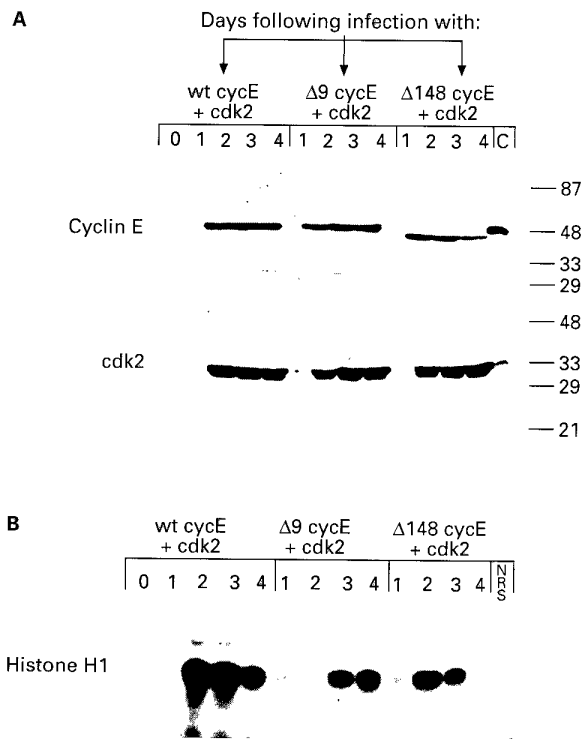 A
Days following infection with:
wt cycE + cdk2
Δ9 cycE + cdk2
Δ148 cycE + cdk2
0 1 2 3 4 1 2 3 4 1 2 3 4 C
87
Cyclin E
48
33
29
48
cdk2
33
29
21
B
wt cycE + cdk2
Δ9 cycE + cdk2
Δ148 cycE + cdk2
0 1 2 3 4 1 2 3 4 1 2 3 4 NRS
Histone H1